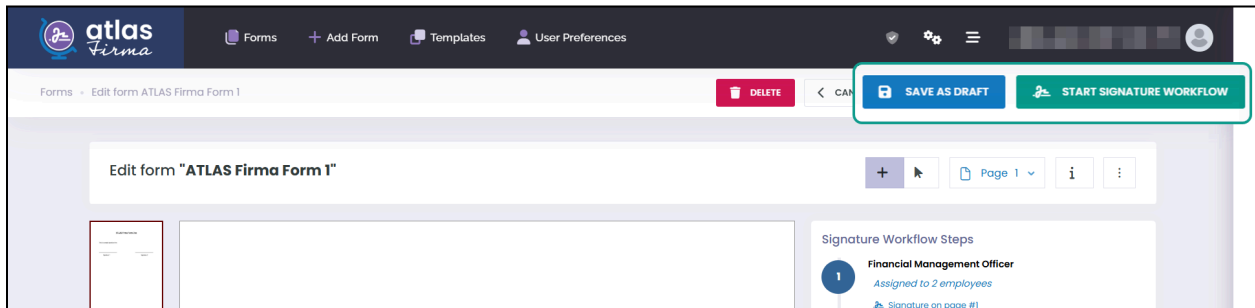 atlas
Firma
Forms
Add Form
Templates
User Preferences
Forms
Edit form ATLAS Firma Form 1
DELETE
CAN
SAVE AS DRAFT
START SIGNATURE WORKFLOW
Edit form "ATLAS Firma Form 1"
Page 1
i
Signature Workflow Steps
1
Financial Management Officer
Assigned to 2 employees
Signature on page #1